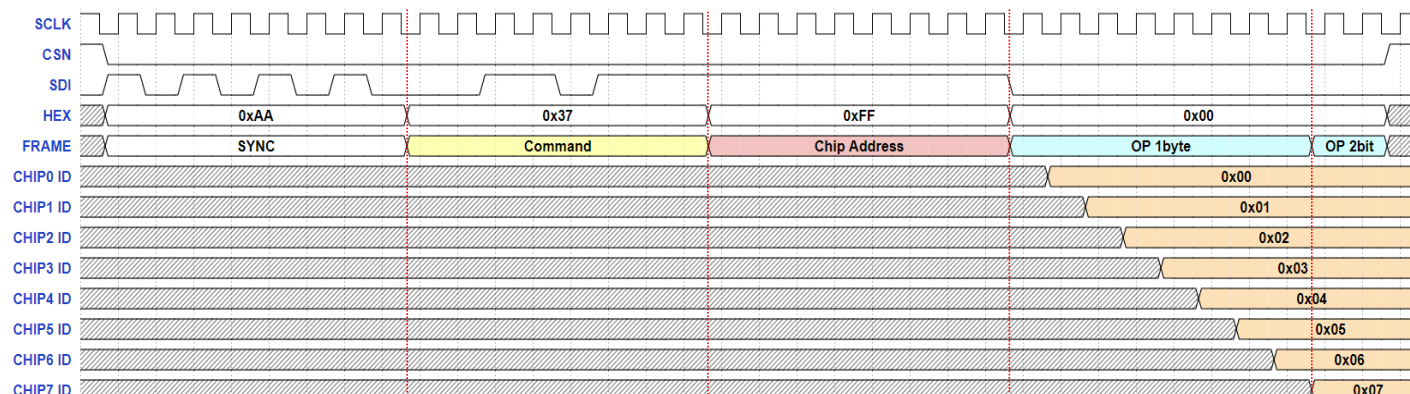 SCLK
CSN
SDI
HEX 0xAA 0x37 0xFF 0x00
FRAME SYNC Command Chip Address OP 1byte OP 2bit
CHIP0 ID 0x00
CHIP1 ID 0x01
CHIP2 ID 0x02
CHIP3 ID 0x03
CHIP4 ID 0x04
CHIP5 ID 0x05
CHIP6 ID 0x06
CHIP7 ID 0x07